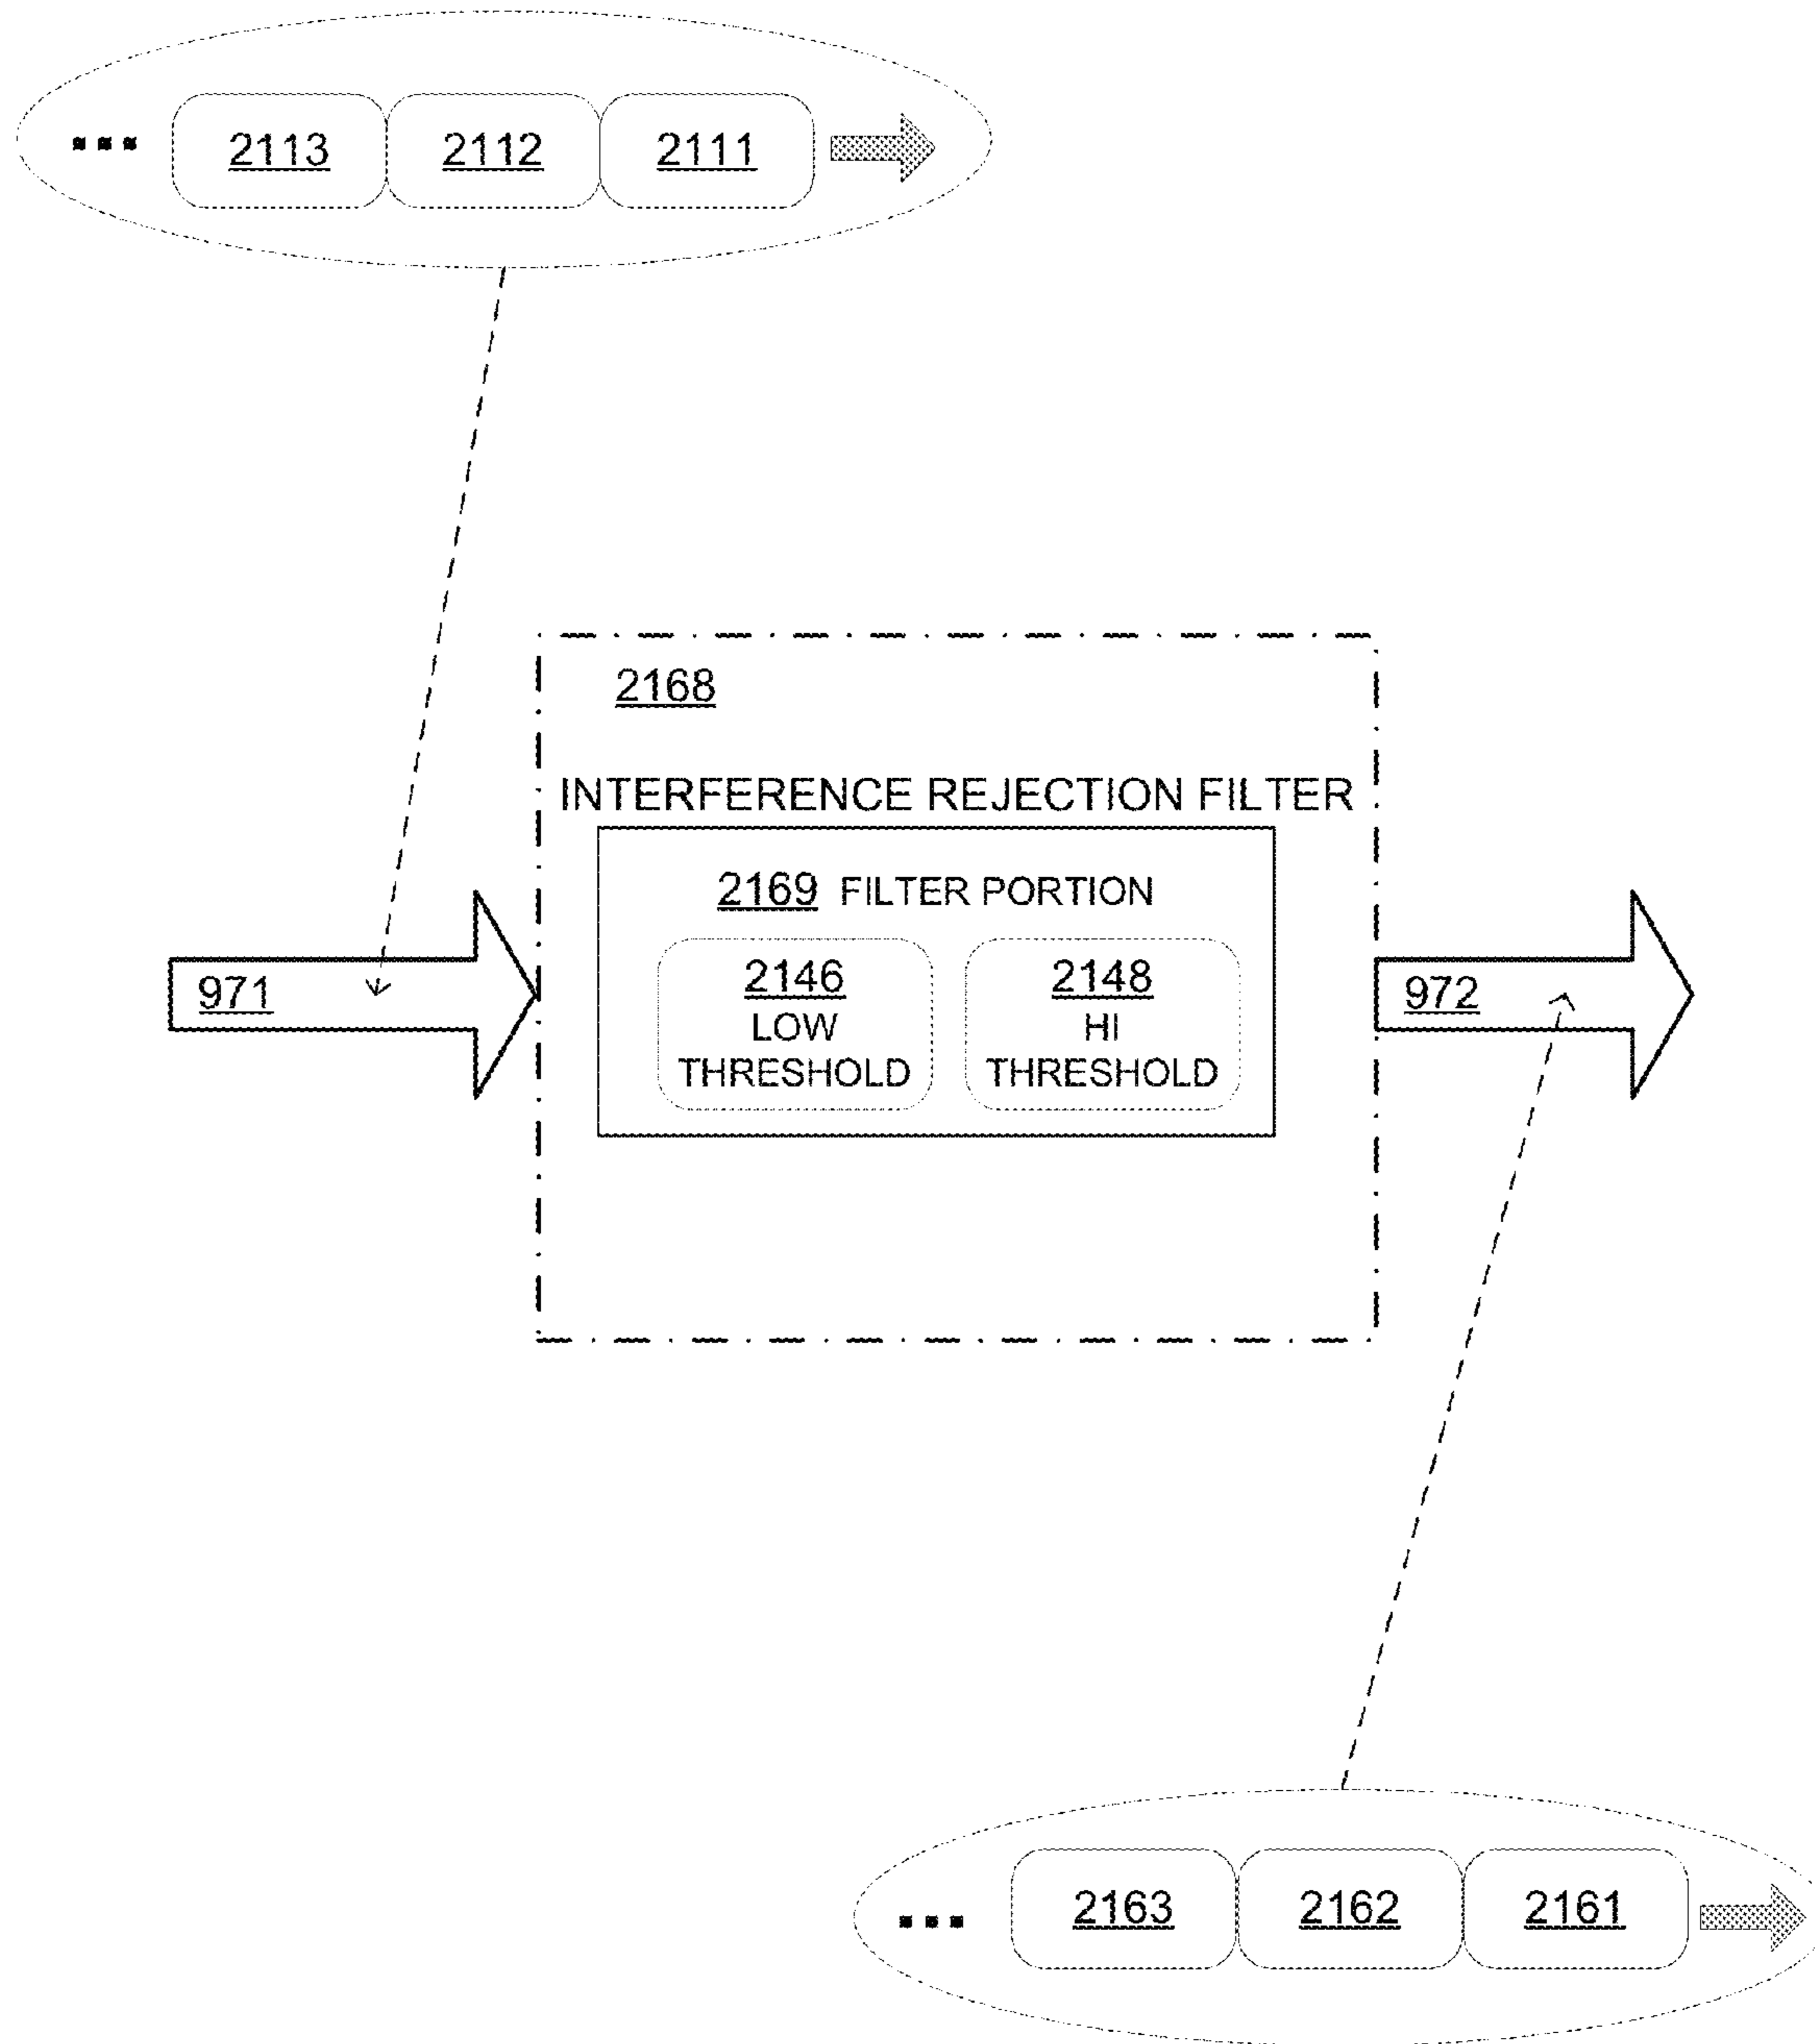 ... 2113 2112 2111
2168
INTERFERENCE REJECTION FILTER
2169 FILTER PORTION
2146
LOW
THRESHOLD
2148
HI
THRESHOLD
971
972
... 2163 2162 2161